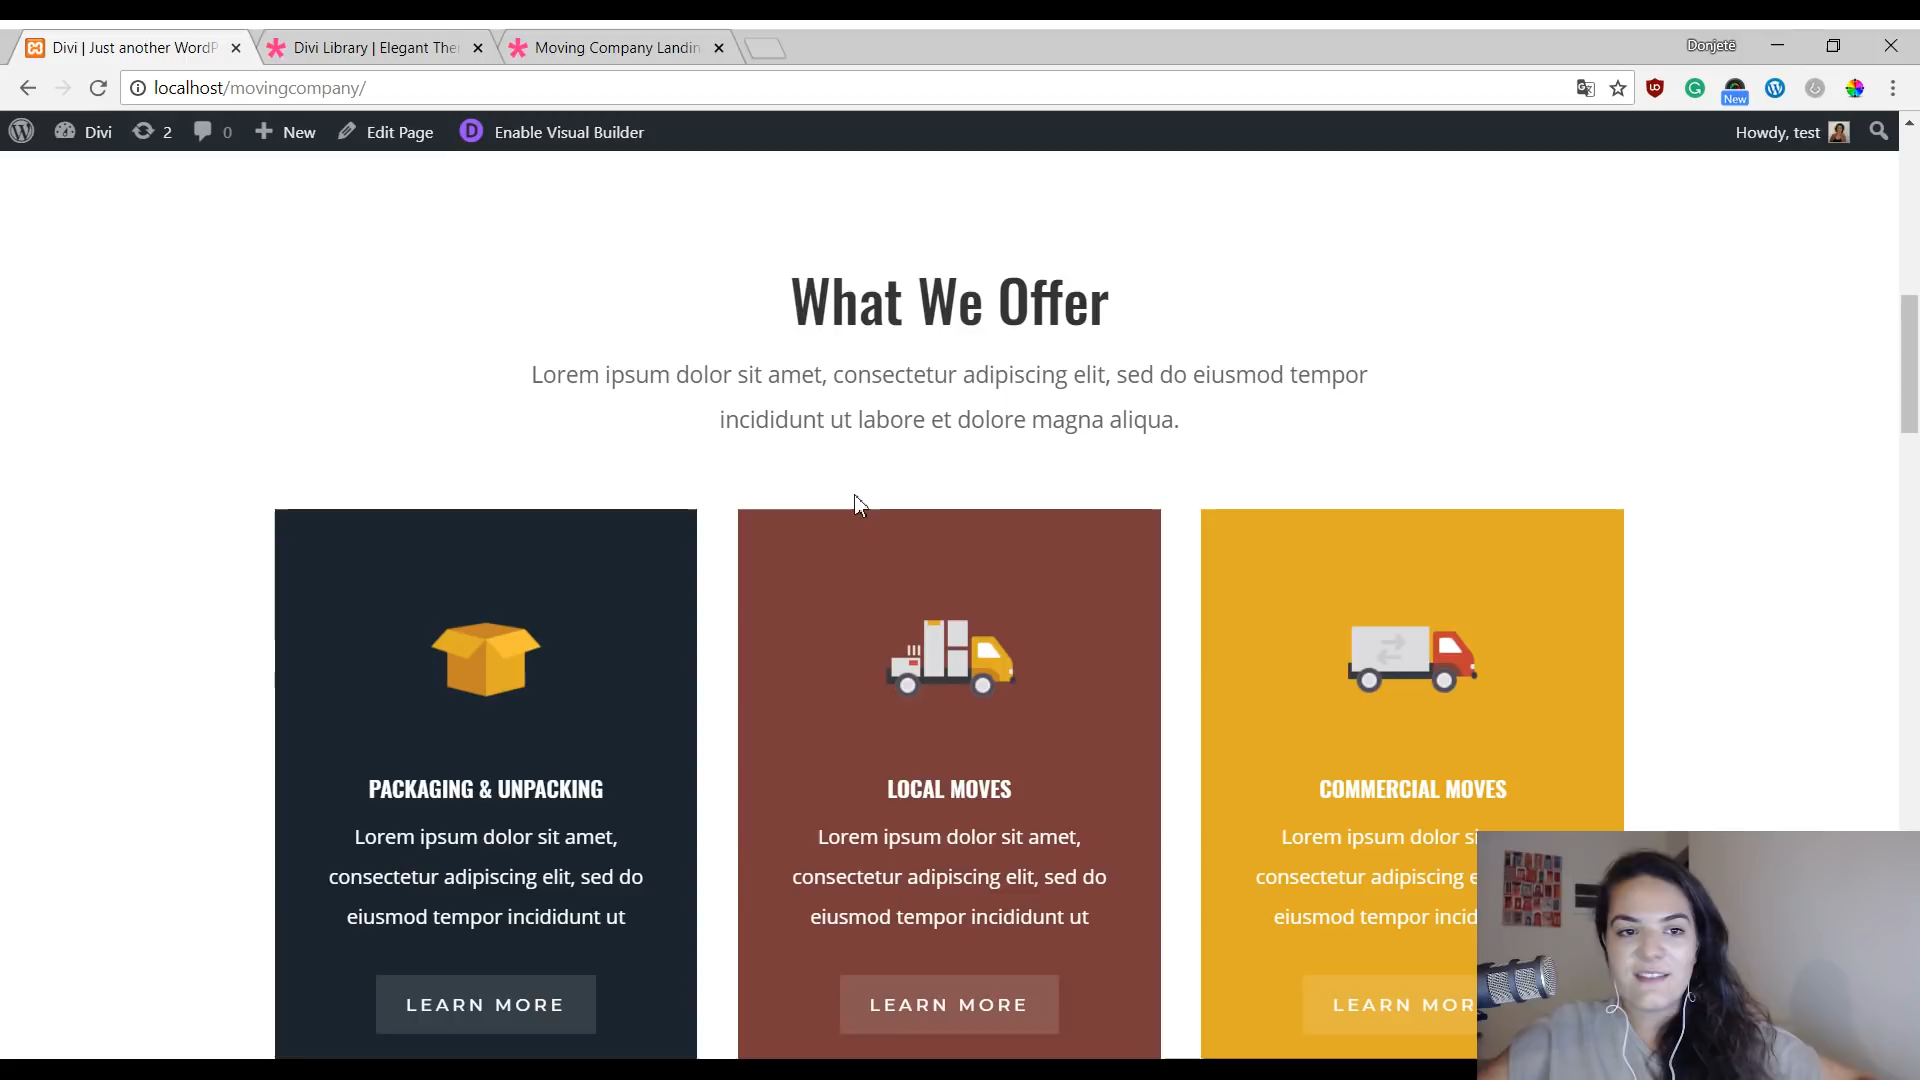 Divi | Just another WordP
Divi Library | Elegant The
Moving Company Landin
Donjetë
localhost/movingcompany/
New
Divi
2
0
New
Edit Page
Enable Visual Builder
Howdy, test
What We Offer
Lorem ipsum dolor sit amet, consectetur adipiscing elit, sed do eiusmod tempor
incididunt ut labore et dolore magna aliqua.
PACKAGING & UNPACKING
Lorem ipsum dolor sit amet,
consectetur adipiscing elit, sed do
eiusmod tempor incididunt ut
LEARN MORE
LOCAL MOVES
Lorem ipsum dolor sit amet,
consectetur adipiscing elit, sed do
eiusmod tempor incididunt ut
LEARN MORE
COMMERCIAL MOVES
Lorem ipsum dolor si
consectetur adipiscing e
eiusmod tempor incid
LEARN MOR